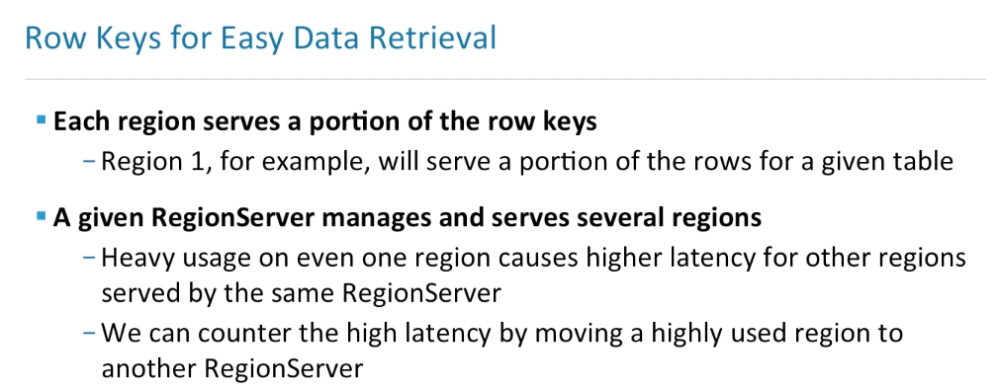 Row Keys for Easy Data Retrieval
Each region serves a portion of the row keys
– Region 1, for example, will serve a portion of the rows for a given table
A given RegionServer manages and serves several regions
– Heavy usage on even one region causes higher latency for other regions
served by the same RegionServer
– We can counter the high latency by moving a highly used region to
another RegionServer